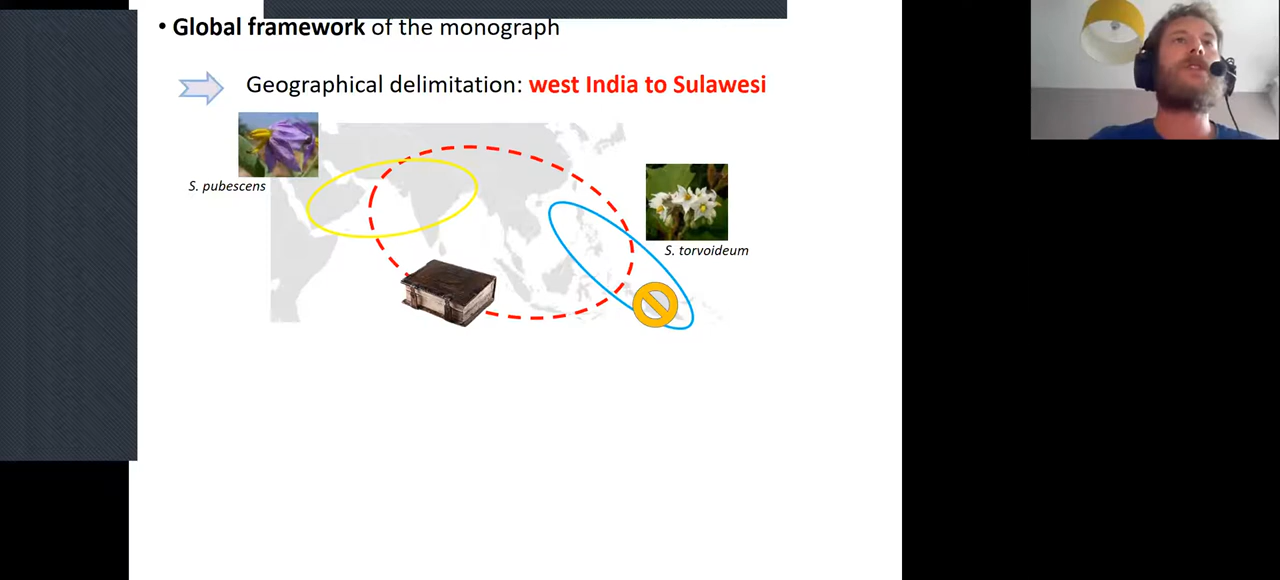 • Global framework of the monograph
Geographical delimitation: west India to Sulawesi
S. pubescens
S. torvoideum